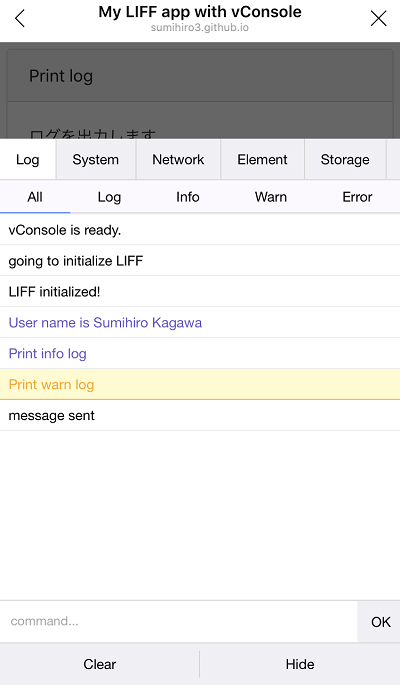 My LIFF app with vConsole
sumihiro3.github.io
Print log
ログを出力します
Log System Network Element Storage
All Log Info Warn Error
vConsole is ready.
going to initialize LIFF
LIFF initialized!
User name is Sumihiro Kagawa
Print info log
Print warn log
message sent
command... OK
Clear Hide